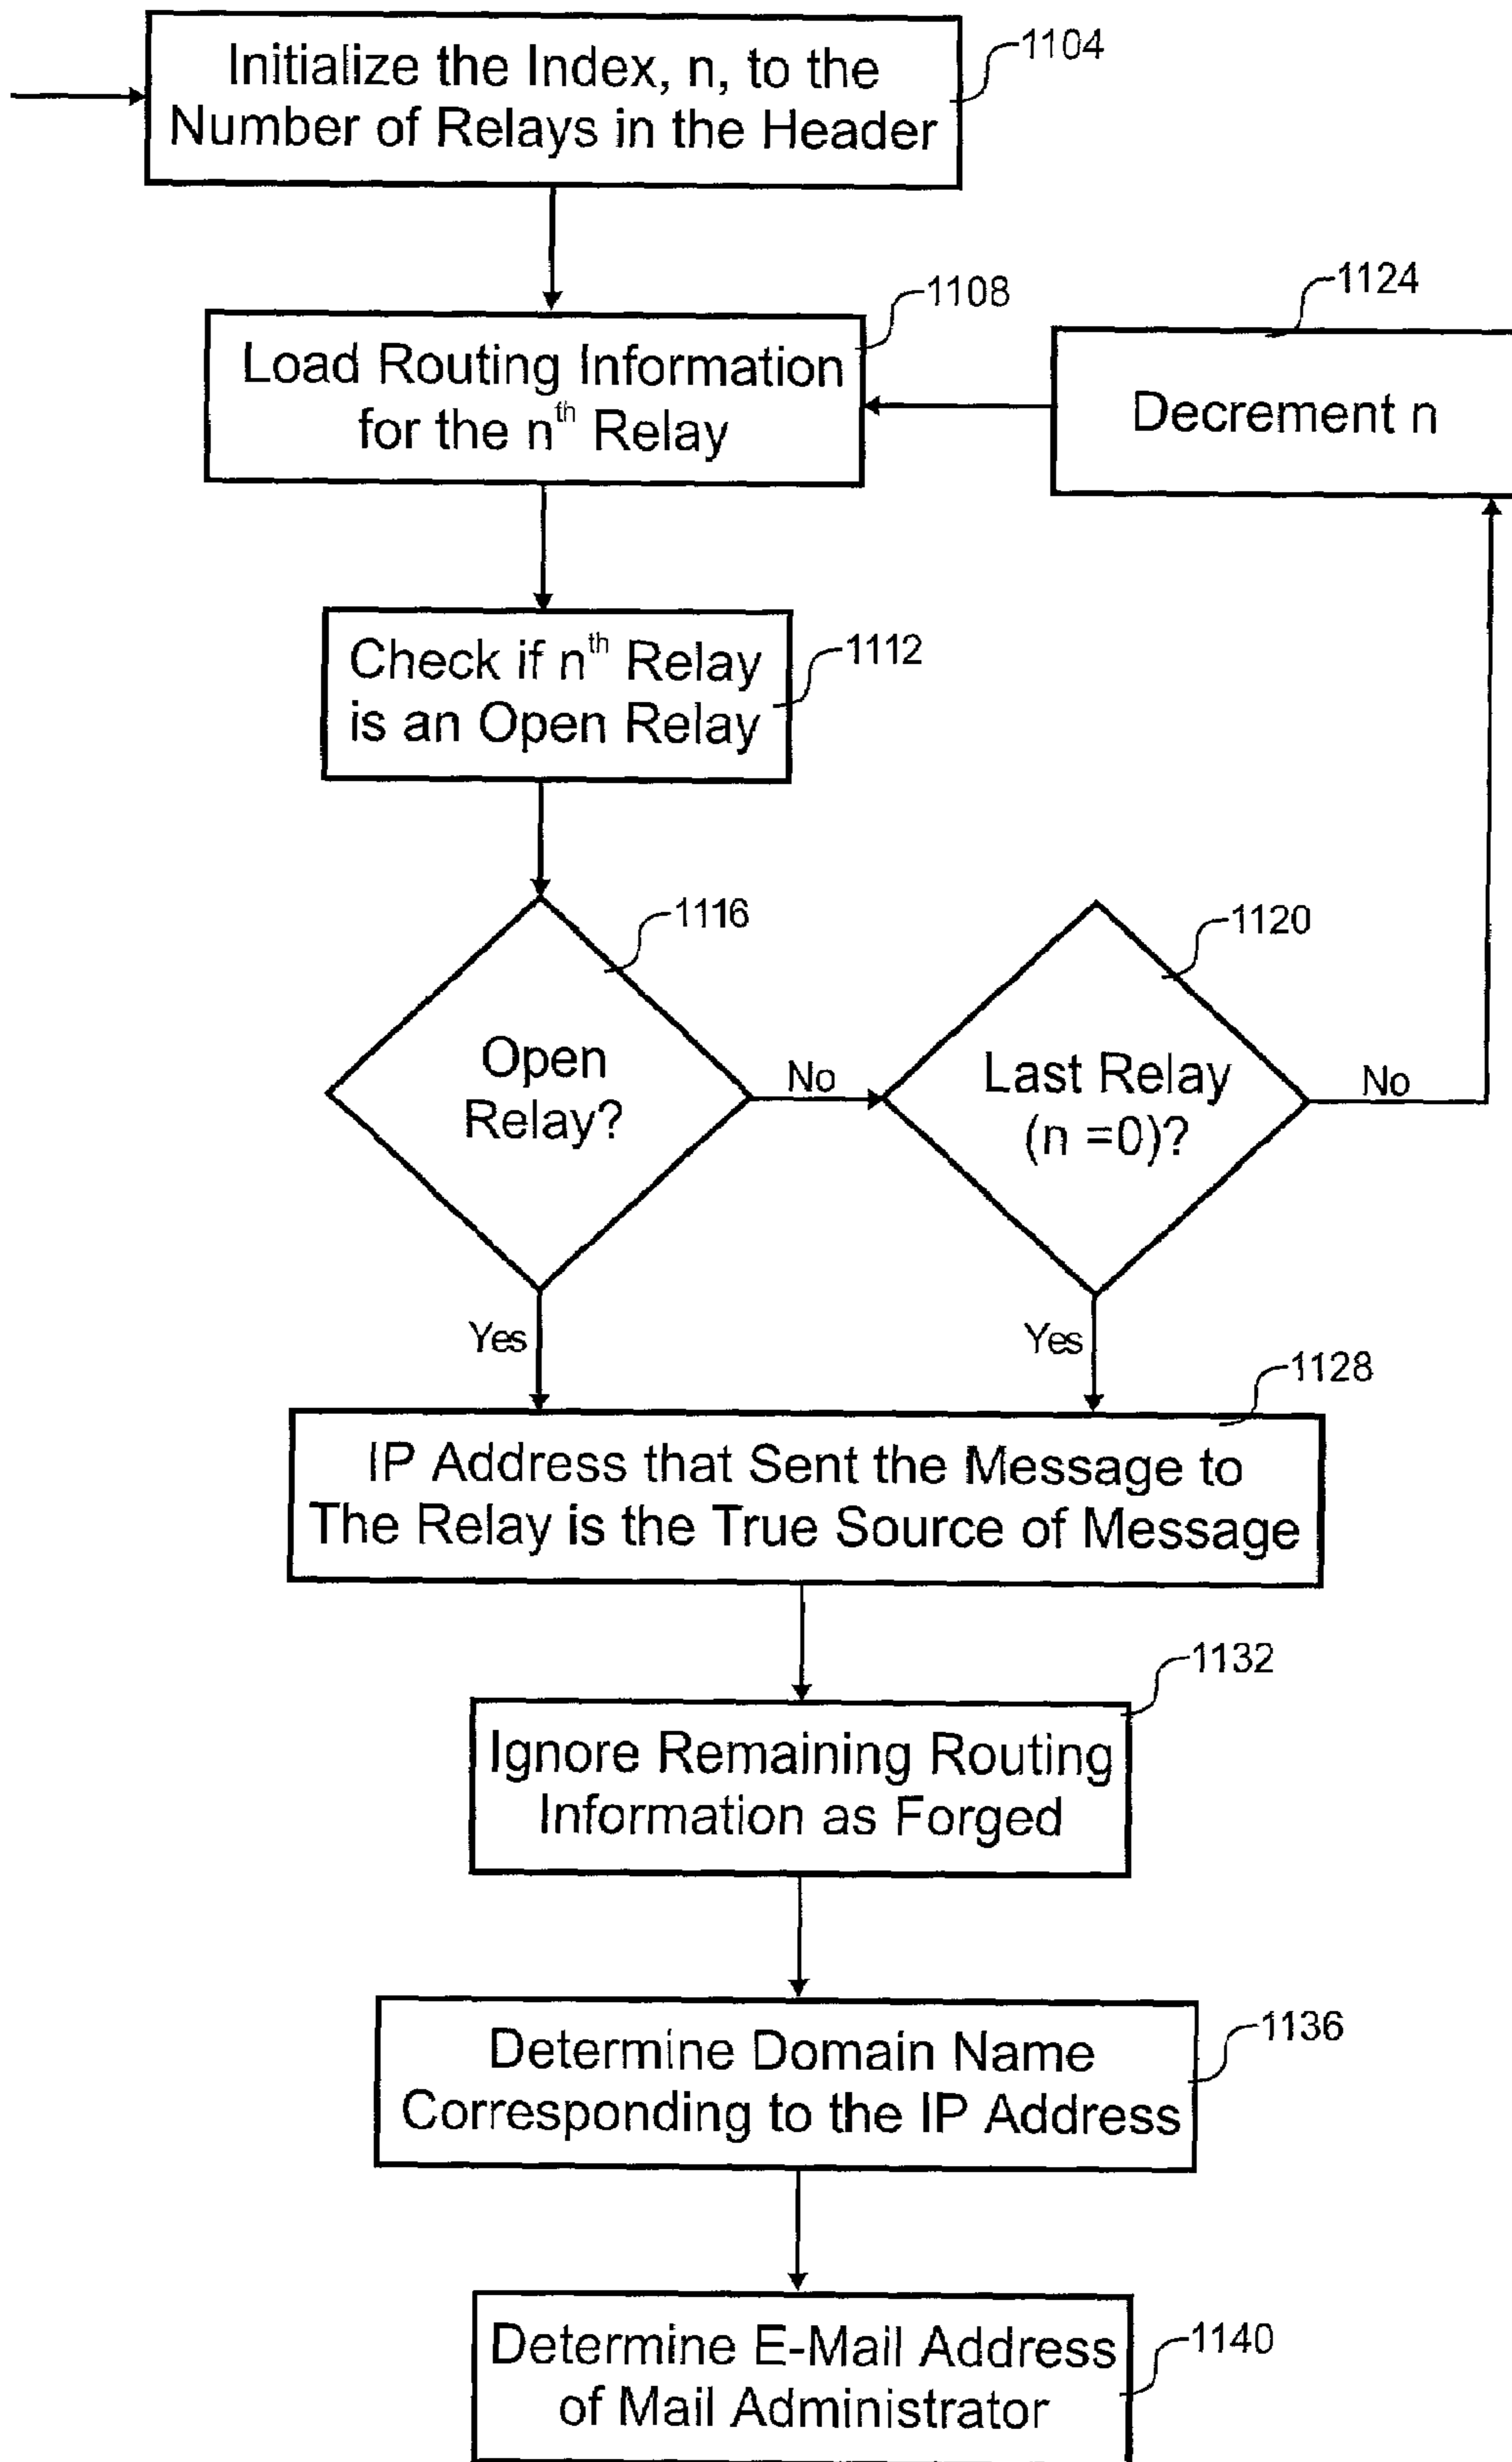 Initialize the Index, n, to the
Number of Relays in the Header
1104
1108
Load Routing Information
for the nth Relay
1124
Decrement n
Check if nth Relay
is an Open Relay
1112
1116
Open
Relay?
No
1120
Last Relay
(n =0)?
No
Yes
Yes
1128
IP Address that Sent the Message to
The Relay is the True Source of Message
1132
Ignore Remaining Routing
Information as Forged
1136
Determine Domain Name
Corresponding to the IP Address
Determine E-Mail Address
of Mail Administrator
1140